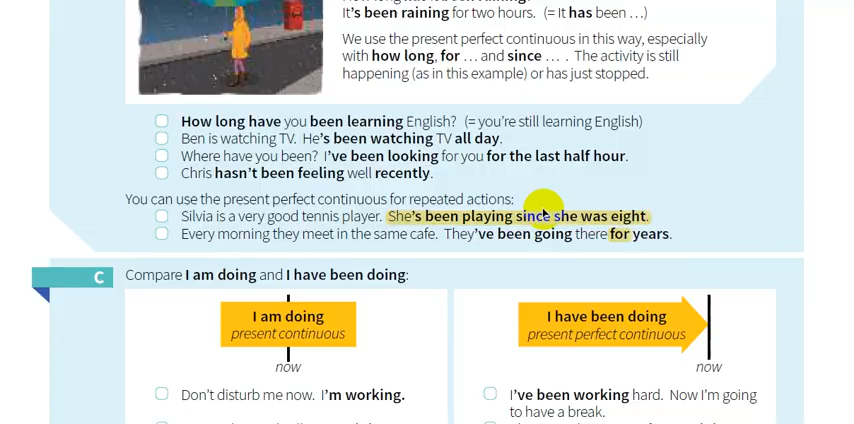 It's been raining for two hours. (= It has been …)
We use the present perfect continuous in this way, especially
with how long, for … and since … . The activity is still
happening (as in this example) or has just stopped.
How long have you been learning English? (= you're still learning English)
Ben is watching TV. He's been watching TV all day.
Where have you been? I've been looking for you for the last half hour.
Chris hasn't been feeling well recently.
You can use the present perfect continuous for repeated actions:
Silvia is a very good tennis player. She's been playing since she was eight.
Every morning they meet in the same cafe. They've been going there for years.
C
Compare I am doing and I have been doing:
I am doing
present continuous
now
Don't disturb me now. I'm working.
I have been doing
present perfect continuous
now
I've been working hard. Now I'm going
to have a break.